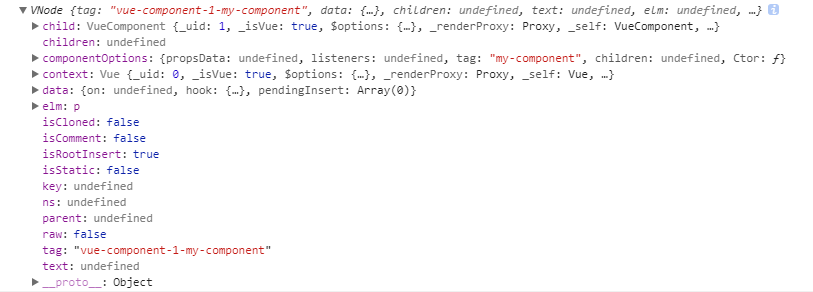 ▼VNode {tag: "vue-component-1-my-component", data: {…}, children: undefined, text: undefined, elm: undefined, …} i
▶child: VueComponent {_uid: 1, _isVue: true, $options: {…}, _renderProxy: Proxy, _self: VueComponent, …}
children: undefined
▶componentOptions: {propsData: undefined, listeners: undefined, tag: "my-component", children: undefined, Ctor: ƒ}
▶context: Vue {_uid: 0, _isVue: true, $options: {…}, _renderProxy: Proxy, _self: Vue, …}
▶data: {on: undefined, hook: {…}, pendingInsert: Array(0)}
▶elm: p
isCloned: false
isComment: false
isRootInsert: true
isStatic: false
key: undefined
ns: undefined
parent: undefined
raw: false
tag: "vue-component-1-my-component"
text: undefined
▶__proto__: Object